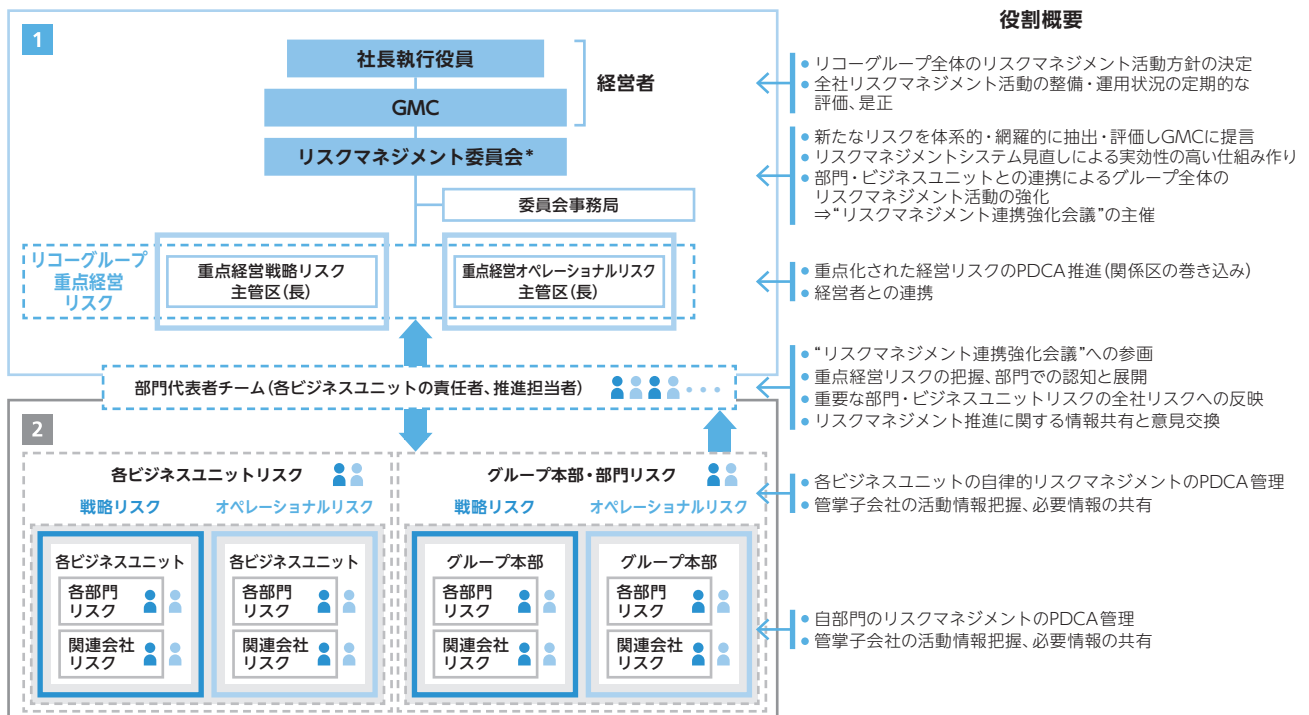 役割概要
1
社長執行役員
GMC
経営者
リスクマネジメント委員会*
委員会事務局
リコーグループ
重点経営
リスク
重点経営戦略リスク
主管区(長)
重点経営オペレーショナルリスク
主管区(長)
部門代表者チーム(各ビジネスユニットの責任者、推進担当者)
• リコーグループ全体のリスクマネジメント活動方針の決定
• 全社リスクマネジメント活動の整備・運用状況の定期的な
評価、是正
• 新たなリスクを体系的・網羅的に抽出・評価しGMCに提言
• リスクマネジメントシステム見直しによる実効性の高い仕組み作り
• 部門・ビジネスユニットとの連携によるグループ全体の
リスクマネジメント活動の強化
⇒“リスクマネジメント連携強化会議”の主催
• 重点化された経営リスクのPDCA推進(関係区の巻き込み)
• 経営者との連携
• “リスクマネジメント連携強化会議”への参画
• 重点経営リスクの把握、部門での認知と展開
• 重要な部門・ビジネスユニットリスクの全社リスクへの反映
• リスクマネジメント推進に関する情報共有と意見交換
2
各ビジネスユニットリスク
戦略リスク
オペレーショナルリスク
各ビジネスユニット
各部門
リスク
関連会社
リスク
各ビジネスユニット
各部門
リスク
関連会社
リスク
グループ本部・部門リスク
戦略リスク
オペレーショナルリスク
グループ本部
各部門
リスク
関連会社
リスク
グループ本部
各部門
リスク
関連会社
リスク
• 各ビジネスユニットの自律的リスクマネジメントのPDCA管理
• 管掌子会社の活動情報把握、必要情報の共有
• 自部門のリスクマネジメントのPDCA管理
• 管掌子会社の活動情報把握、必要情報の共有